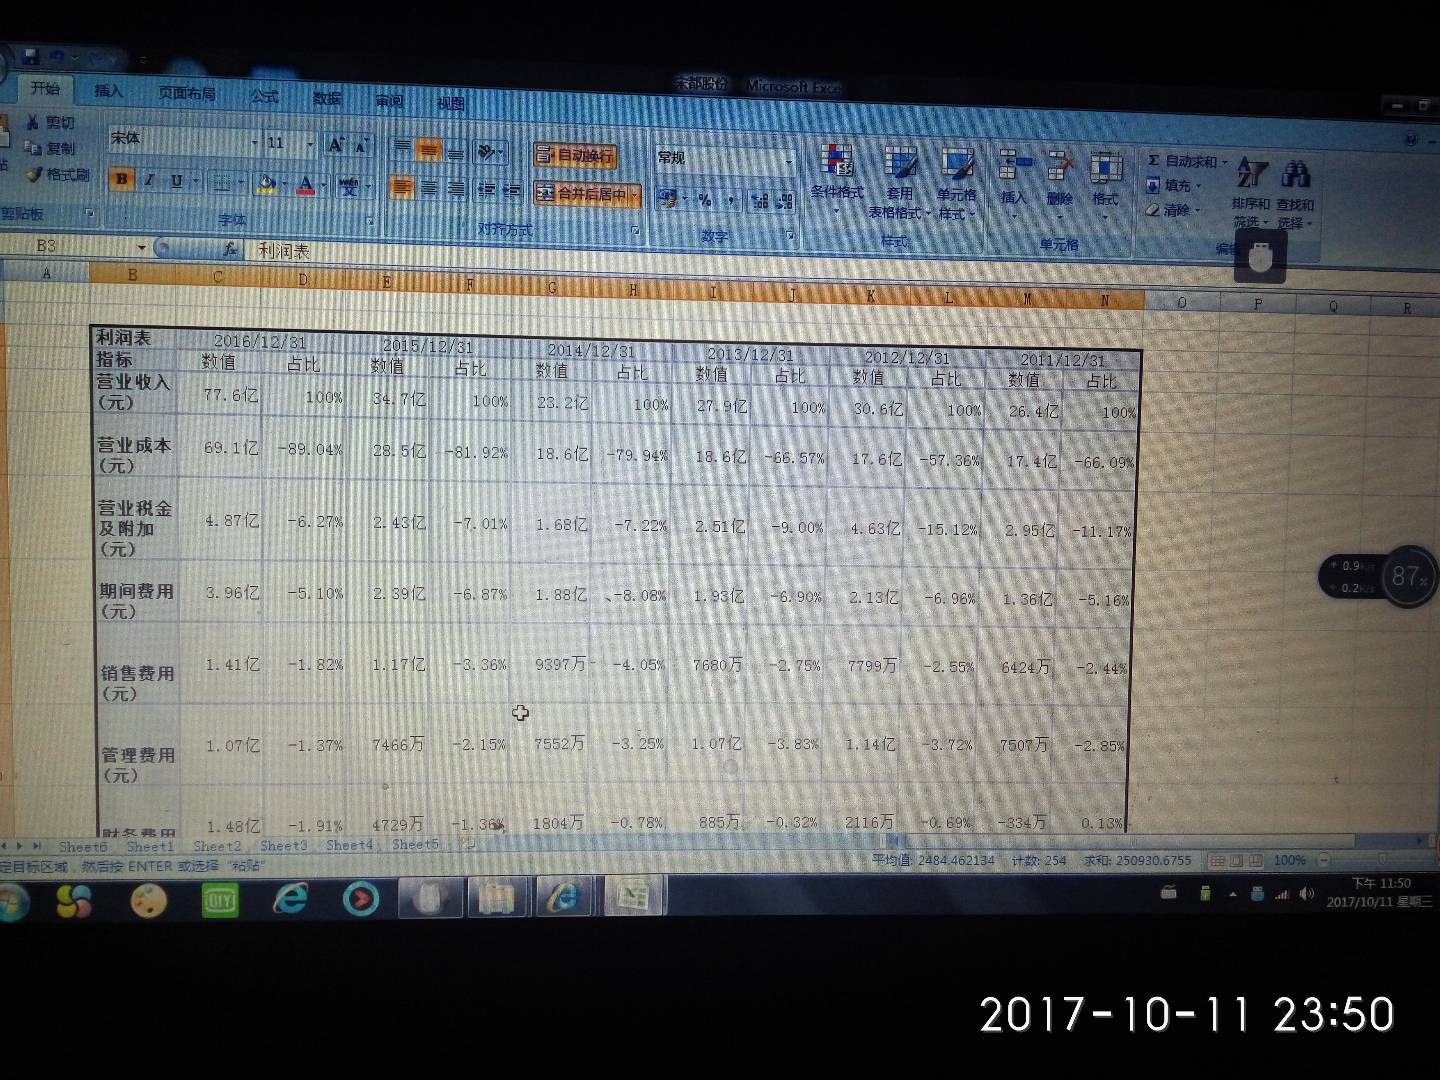 宋都股份 - Microsoft Exce
开始 插入 页面布局 公式 数据 审阅 视图
剪切
复制
格式刷
剪贴板
宋体 11
B I U
字体
自动换行
合并后居中
对齐方式
常规
%
数字
条件格式
套用
表格格式
单元格
样式
样式
插入 删除 格式
单元格
Σ 自动求和
填充
清除
排序和
筛选
查找和
选择
B3 fx 利润表
A B C D E F G H I J K L M N O P Q R
利润表 2016/12/31 2015/12/31 2014/12/31 2013/12/31 2012/12/31 2011/12/31
指标 数值 占比 数值 占比 数值 占比 数值 占比 数值 占比 数值 占比
营业收入
(元) 77.6亿 100% 34.7亿 100% 23.2亿 100% 27.9亿 100% 30.6亿 100% 26.4亿 100%
营业成本
(元) 69.1亿 -89.04% 28.5亿 -81.92% 18.6亿 -79.94% 18.6亿 -66.57% 17.6亿 -57.36% 17.4亿 -66.09%
营业税金
及附加
(元) 4.87亿 -6.27% 2.43亿 -7.01% 1.68亿 -7.22% 2.51亿 -9.00% 4.63亿 -15.12% 2.95亿 -11.17%
期间费用
(元) 3.96亿 -5.10% 2.39亿 -6.87% 1.88亿 -8.08% 1.93亿 -6.90% 2.13亿 -6.96% 1.36亿 -5.16%
销售费用
(元) 1.41亿 -1.82% 1.17亿 -3.36% 9397万 -4.05% 7680万 -2.75% 7799万 -2.55% 6424万 -2.44%
管理费用
(元) 1.07亿 -1.37% 7466万 -2.15% 7552万 -3.25% 1.07亿 -3.83% 1.14亿 -3.72% 7507万 -2.85%
财务费用 1.48亿 -1.91% 4729万 -1.36% 1804万 -0.78% 885万 -0.32% 2116万 -0.69% -334万 0.13%
0.9K/s
0.2K/s
87%
Sheet6 Sheet1 Sheet2 Sheet3 Sheet4 Sheet5
定目标区域，然后按 ENTER 或选择“粘贴”
平均值: 2484.462134 计数: 254 求和: 250930.6755 100%
DIY
下午 11:50
2017/10/11 星期三
2017-10-11 23:50